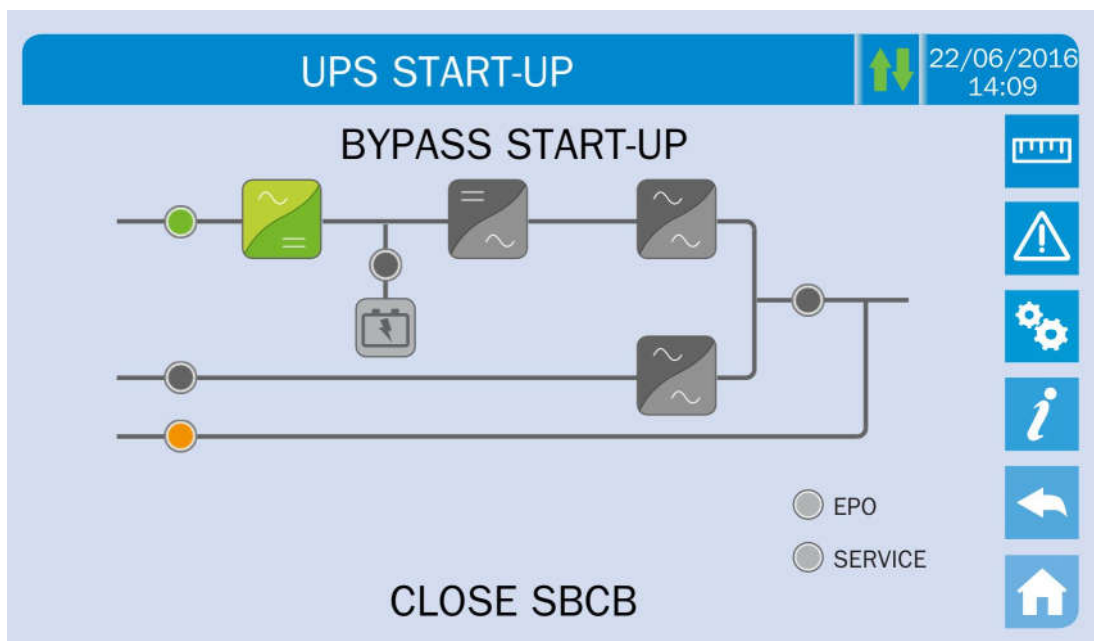 UPS START-UP
22/06/2016
14:09
BYPASS START-UP
i
EPO
SERVICE
CLOSE SBCB